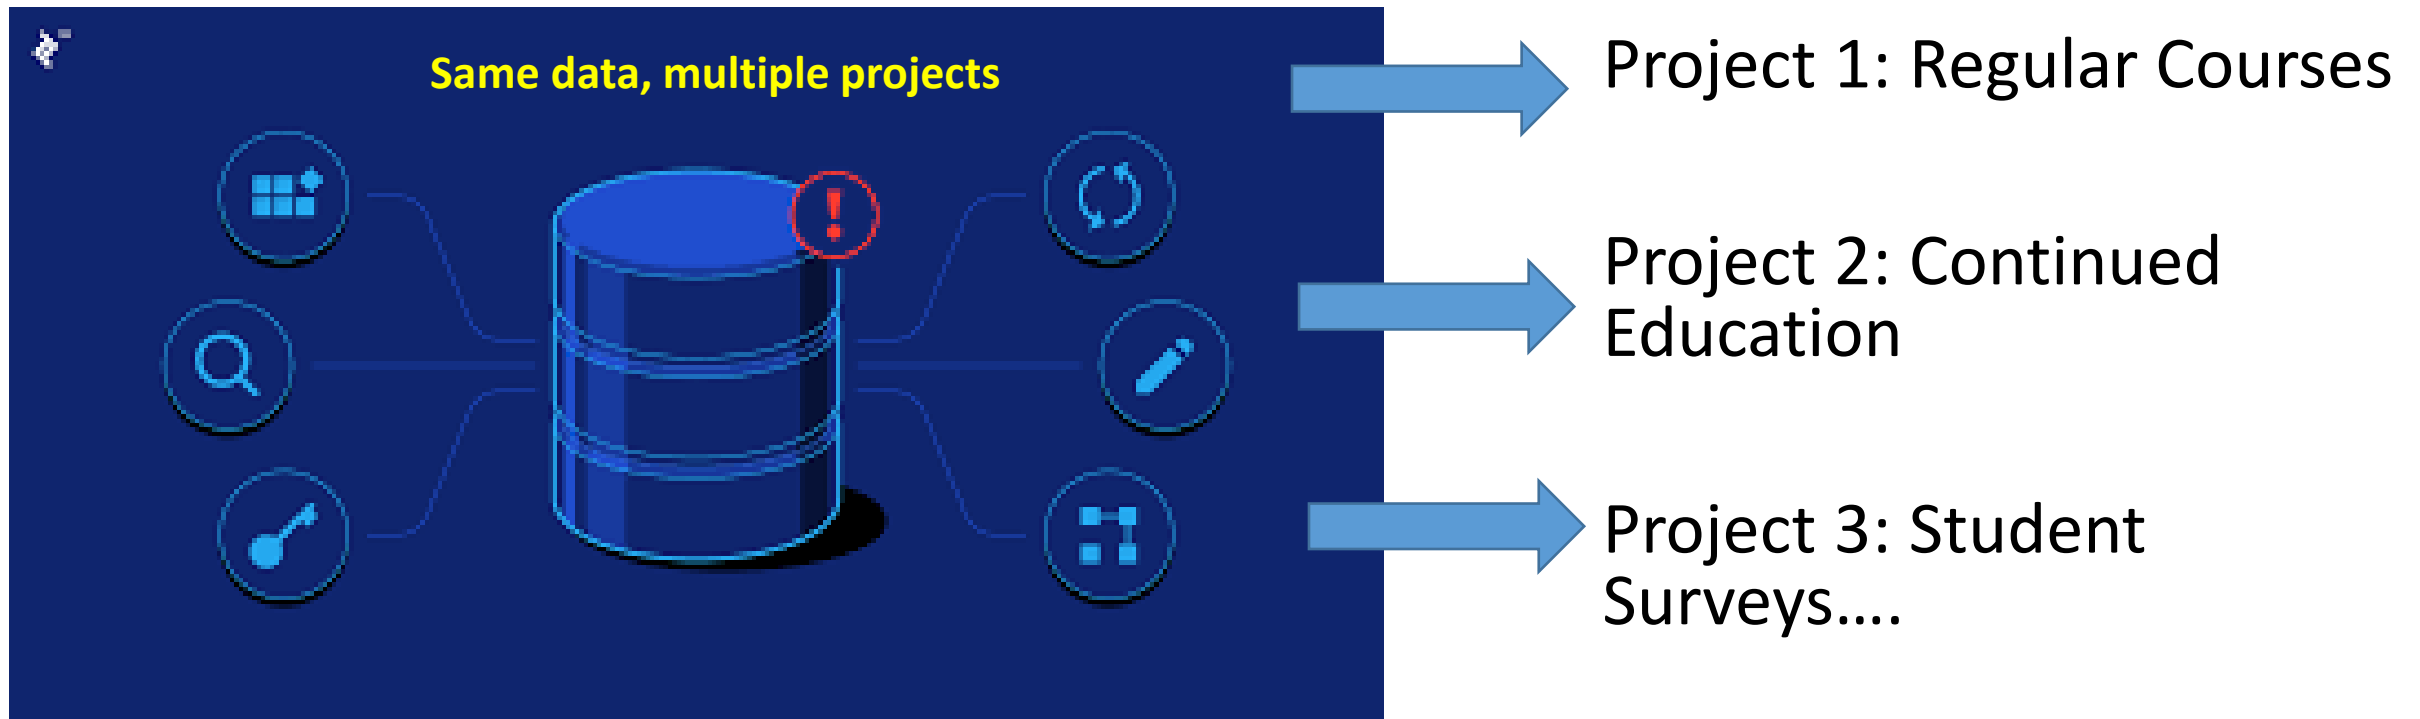 Same data, multiple projects
Project 1: Regular Courses
Project 2: Continued
Education
Project 3: Student
Surveys....